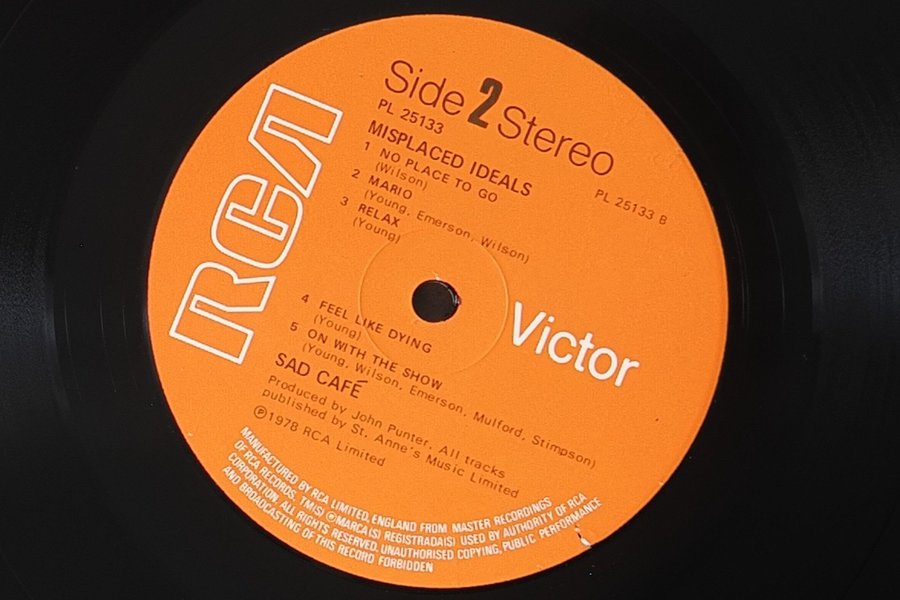 RCA
Side 2 Stereo
PL 25133
PL 25133 B
MISPLACED IDEALS
1 NO PLACE TO GO
(Wilson)
2 MARIO
(Young, Emerson, Wilson)
3 RELAX
(Young)
Victor
4 FEEL LIKE DYING
(Young)
5 ON WITH THE SHOW
(Young, Wilson, Emerson, Mulford, Stimpson)
SAD CAFÉ
Produced by John Punter. All tracks
published by St. Anne's Music Limited
℗1978 RCA Limited
MANUFACTURED BY RCA LIMITED, ENGLAND FROM MASTER RECORDINGS
OF RCA RECORDS, TM(S) ®MARCA(S) REGISTRADA(S) USED BY AUTHORITY OF RCA
CORPORATION. ALL RIGHTS RESERVED. UNAUTHORISED COPYING, PUBLIC PERFORMANCE
AND BROADCASTING OF THIS RECORD FORBIDDEN